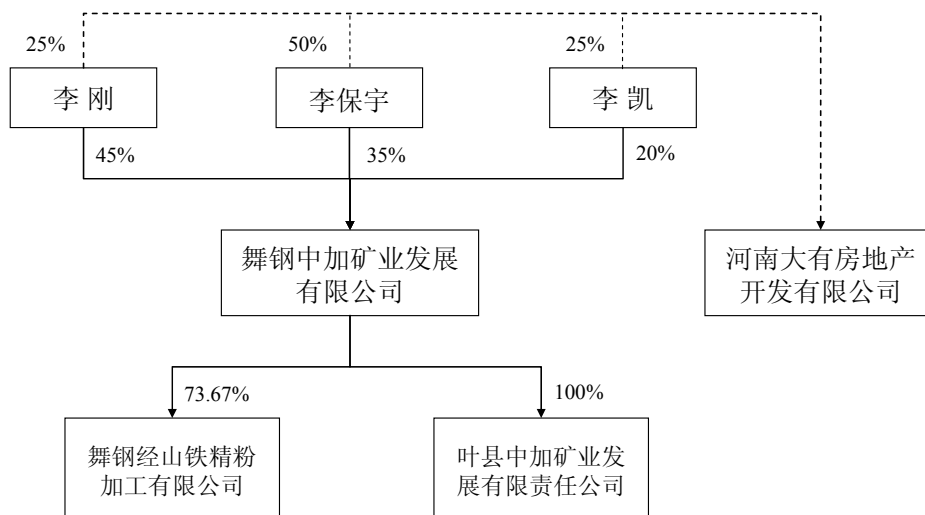 25%
50%
25%
李 刚
李保宇
李 凯
45%
35%
20%
舞钢中加矿业发展
有限公司
河南大有房地产
开发有限公司
73.67%
100%
舞钢经山铁精粉
加工有限公司
叶县中加矿业发
展有限责任公司